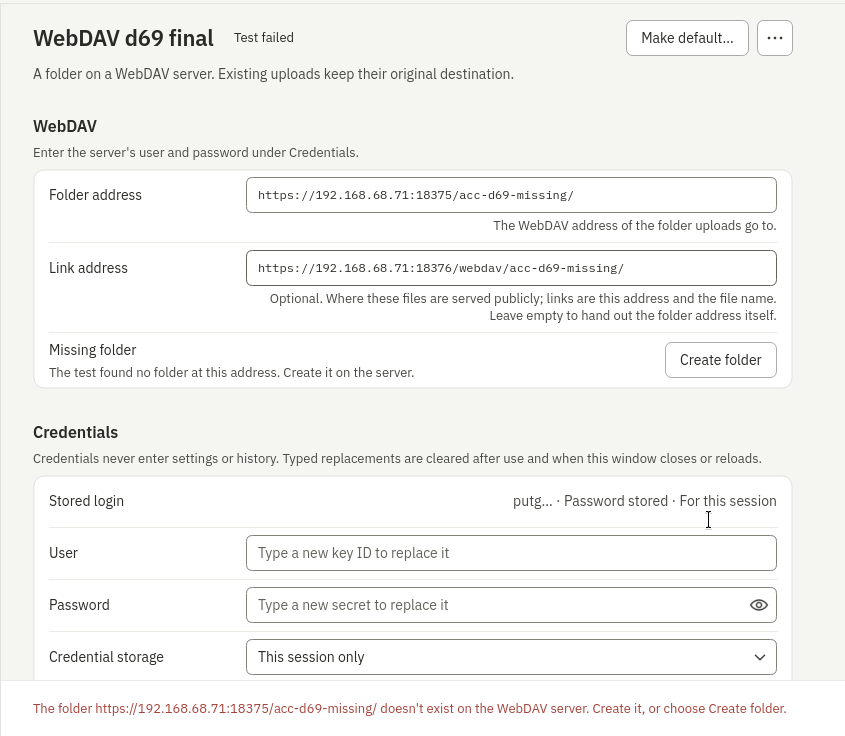 WebDAV d69 final
Test failed
Make default...
...
A folder on a WebDAV server. Existing uploads keep their original destination.
WebDAV
Enter the server's user and password under Credentials.
Folder address
https://192.168.68.71:18375/acc-d69-missing/
The WebDAV address of the folder uploads go to.
Link address
https://192.168.68.71:18376/webdav/acc-d69-missing/
Optional. Where these files are served publicly; links are this address and the file name.
Leave empty to hand out the folder address itself.
Missing folder
The test found no folder at this address. Create it on the server.
Create folder
Credentials
Credentials never enter settings or history. Typed replacements are cleared after use and when this window closes or reloads.
Stored login
putg... · Password stored · For this session
User
Type a new key ID to replace it
Password
Type a new secret to replace it
Credential storage
This session only
The folder https://192.168.68.71:18375/acc-d69-missing/ doesn't exist on the WebDAV server. Create it, or choose Create folder.